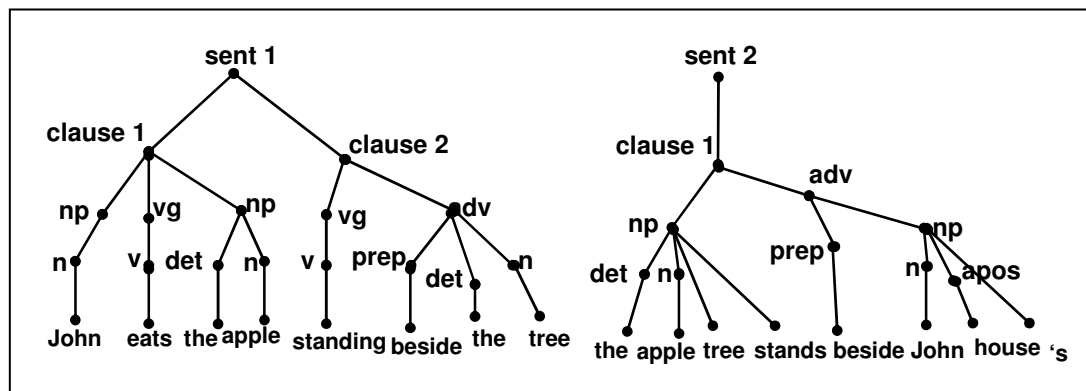 sent 1 sent 2
clause 1 clause 2 clause 1
adv
np vg np vg adv np np
n v det n v prep det n det n prep n apos
John eats the apple standing beside the tree the apple tree stands beside John house ‘s